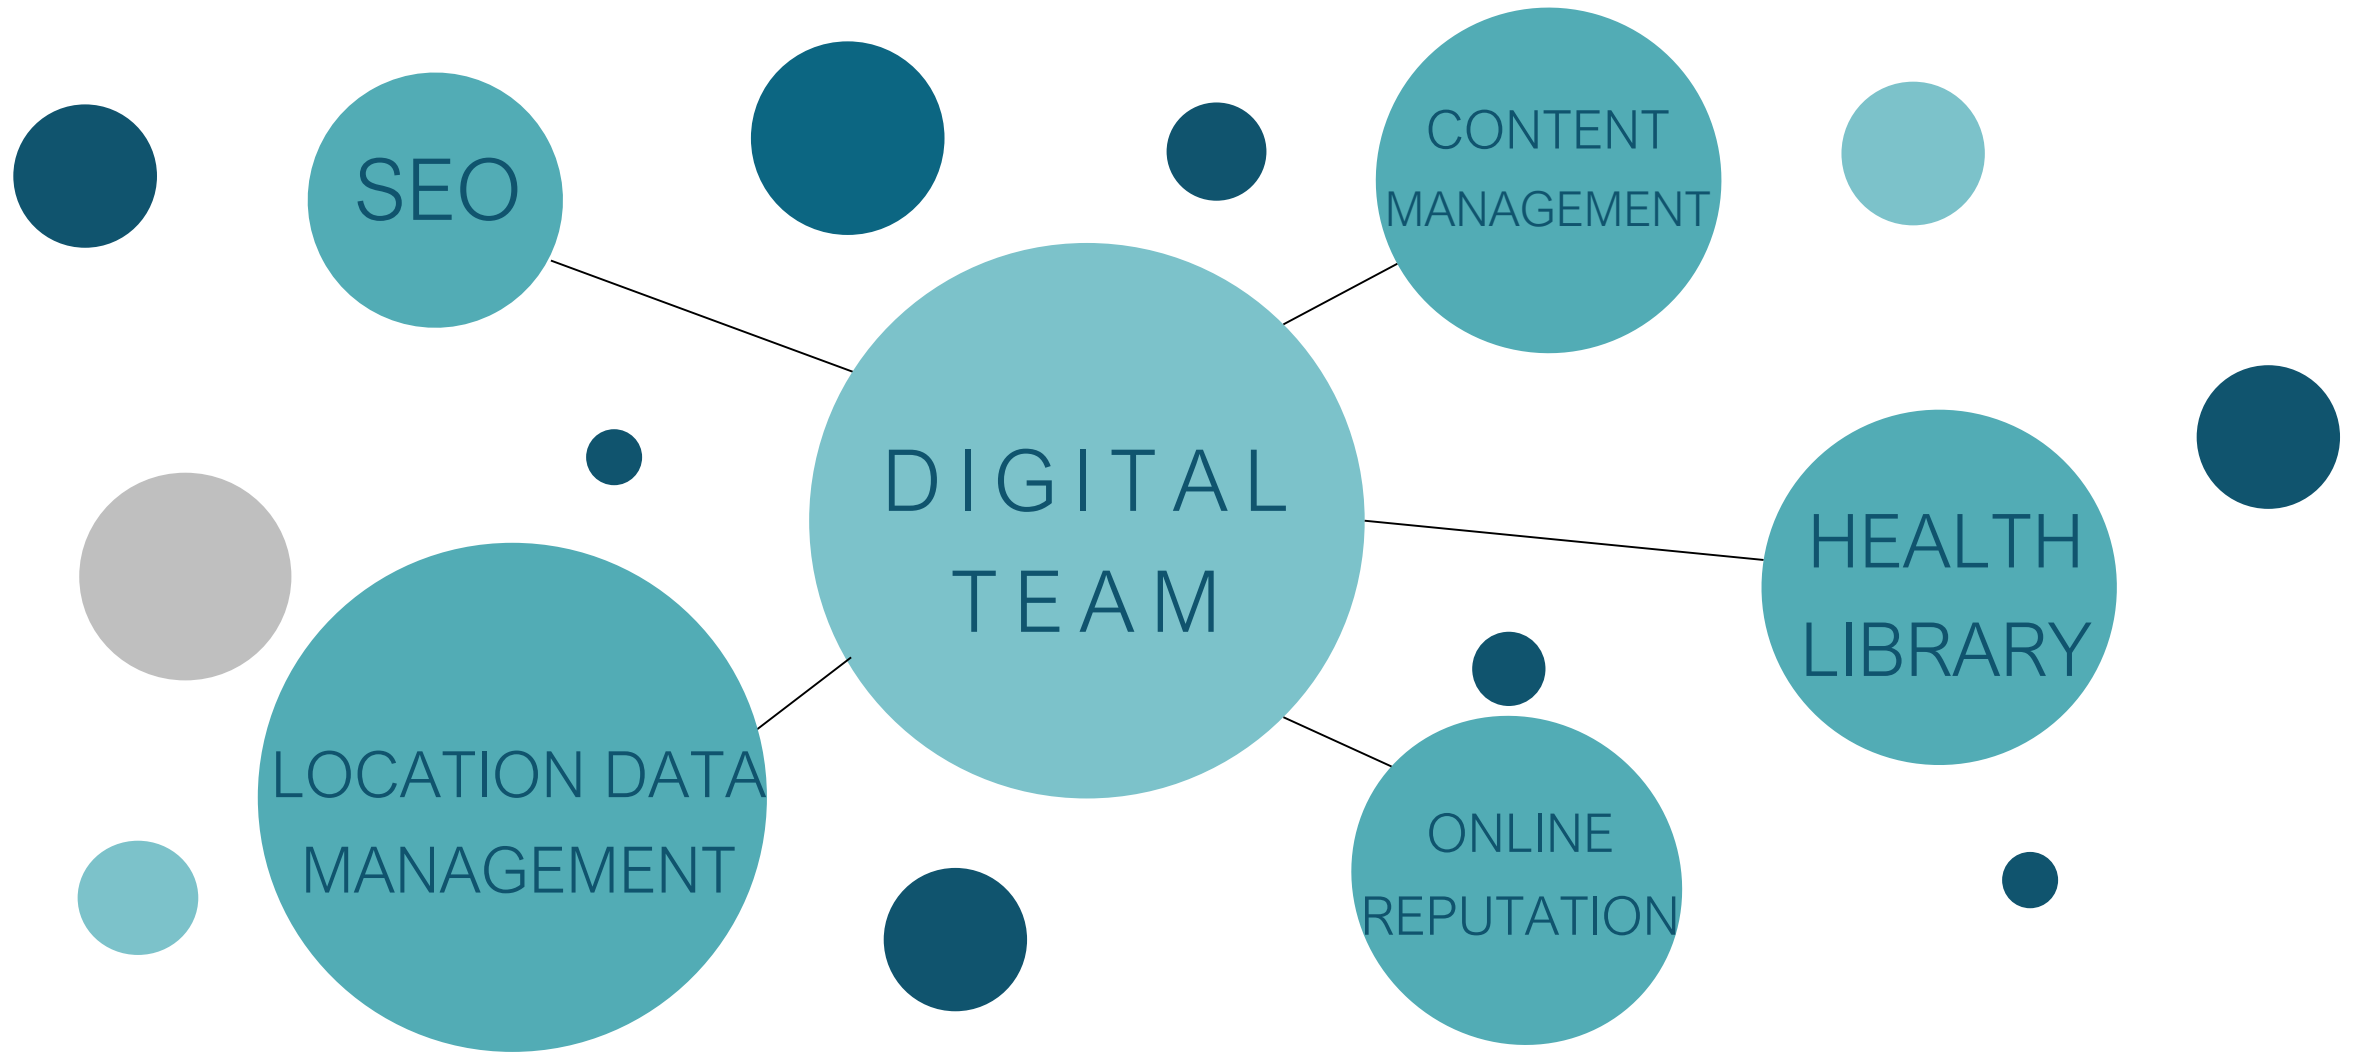 SEO
CONTENT
MANAGEMENT
DIGITAL
TEAM
HEALTH
LIBRARY
LOCATION DATA
MANAGEMENT
ONLINE
REPUTATION